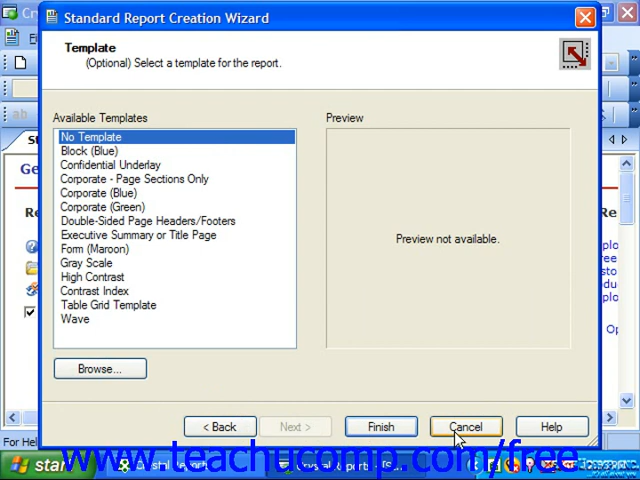 Standard Report Creation Wizard
Template
(Optional) Select a template for the report.
Available Templates
Preview
No Template
Block (Blue)
Confidential Underlay
Corporate - Page Sections Only
Corporate (Blue)
Corporate (Green)
Double-Sided Page Headers/Footers
Executive Summary or Title Page
Form (Maroon)
Gray Scale
High Contrast
Contrast Index
Table Grid Template
Wave
Preview not available.
Browse...
< Back
Next >
Finish
Cancel
Help
For Hel
start
www.teachucomp.com/free